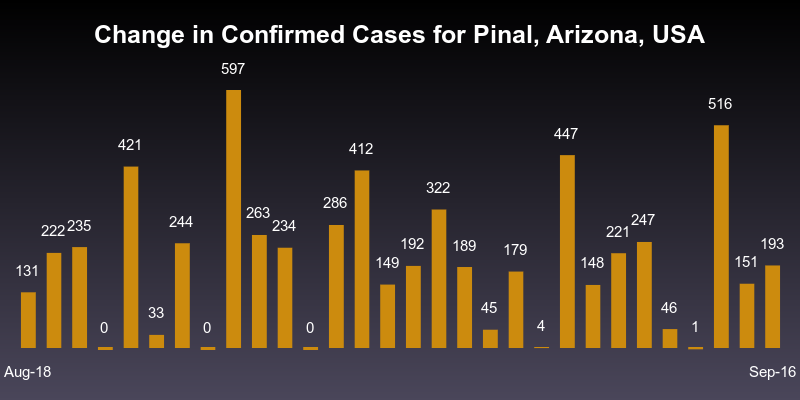 Change in Confirmed Cases for Pinal, Arizona, USA
131 222 235 0 421 33 244 0 597 263 234 0 286 412 149 192 322 189 45 179 4 447 148 221 247 46 1 516 151 193
Aug-18 Sep-16